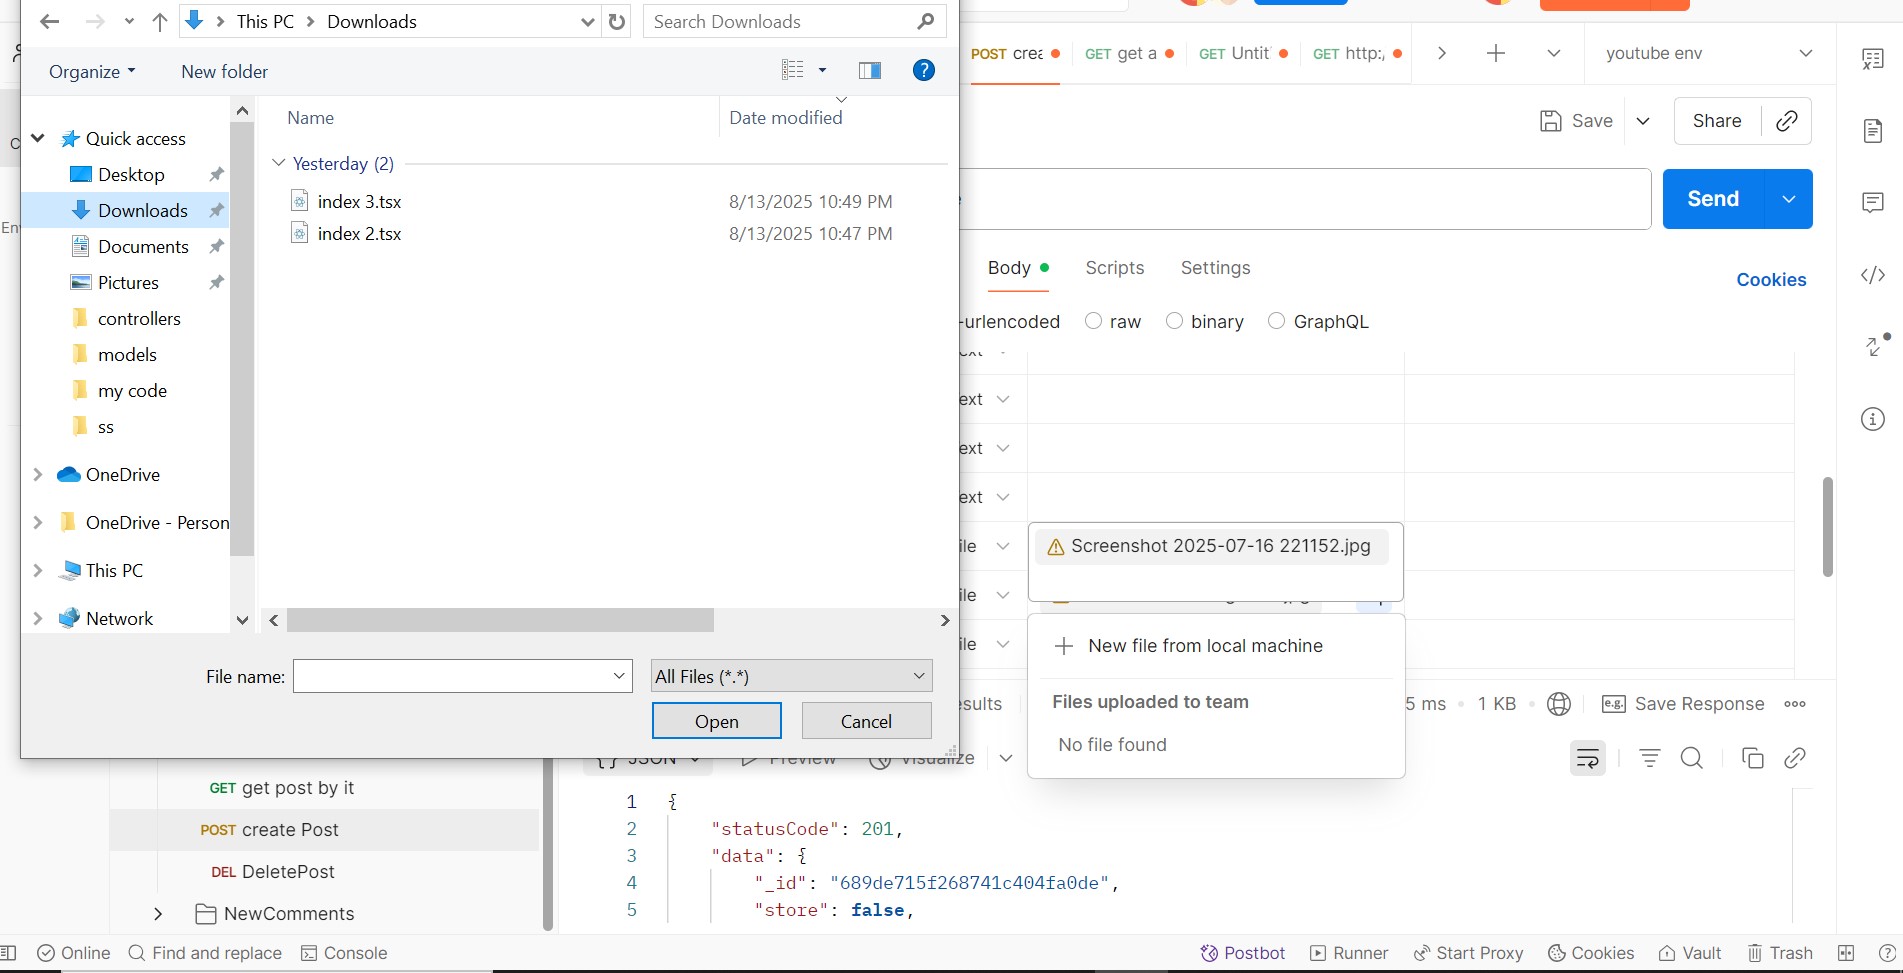 This PC > Downloads
Search Downloads
Organize
New folder
Name
Date modified
Quick access
Desktop
Downloads
Documents
Pictures
controllers
models
my code
ss
OneDrive
OneDrive - Person
This PC
Network
Yesterday (2)
index 3.tsx 8/13/2025 10:49 PM
index 2.tsx 8/13/2025 10:47 PM
File name:
All Files (*.*)
Open
Cancel
POST crea
GET get a
GET Untit
GET http:/
youtube env
Save
Share
Send
Body
Scripts
Settings
Cookies
-urlencoded
raw
binary
GraphQL
ext
ext
ext
ile
ile
ile
Screenshot 2025-07-16 221152.jpg
New file from local machine
Files uploaded to team
No file found
esults
5 ms
1 KB
e.g.
Save Response
{} JSON
Preview
Visualize
GET get post by it
POST create Post
DEL DeletePost
NewComments
1 {
2 "statusCode": 201,
3 "data": {
4 "_id": "689de715f268741c404fa0de",
5 "store": false,
Online
Find and replace
Console
Postbot
Runner
Start Proxy
Cookies
Vault
Trash